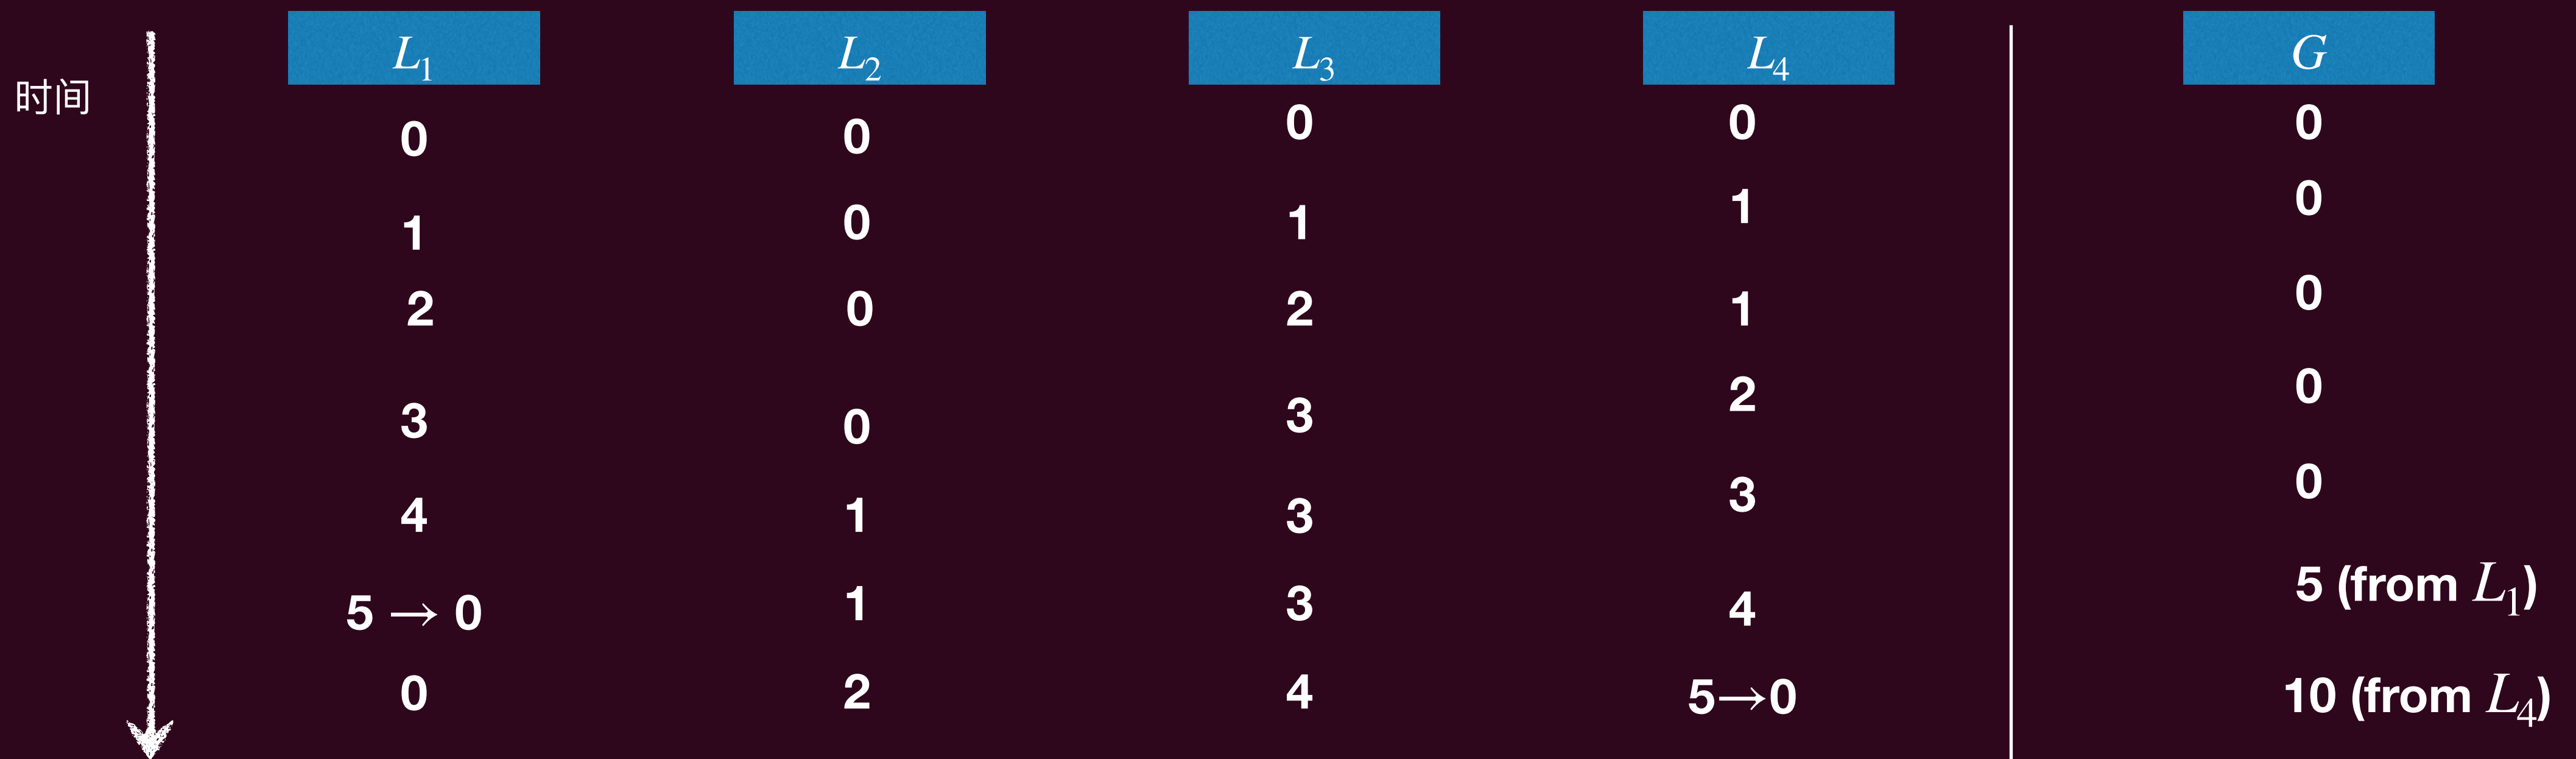 时间 L₁ L₂ L₃ L₄ G
0 0 0 0 0
1 0 1 1 0
2 0 2 1 0
3 0 3 2 0
4 1 3 3 0
5 → 0 1 3 4 5 (from L₁)
0 2 4 5→0 10 (from L₄)